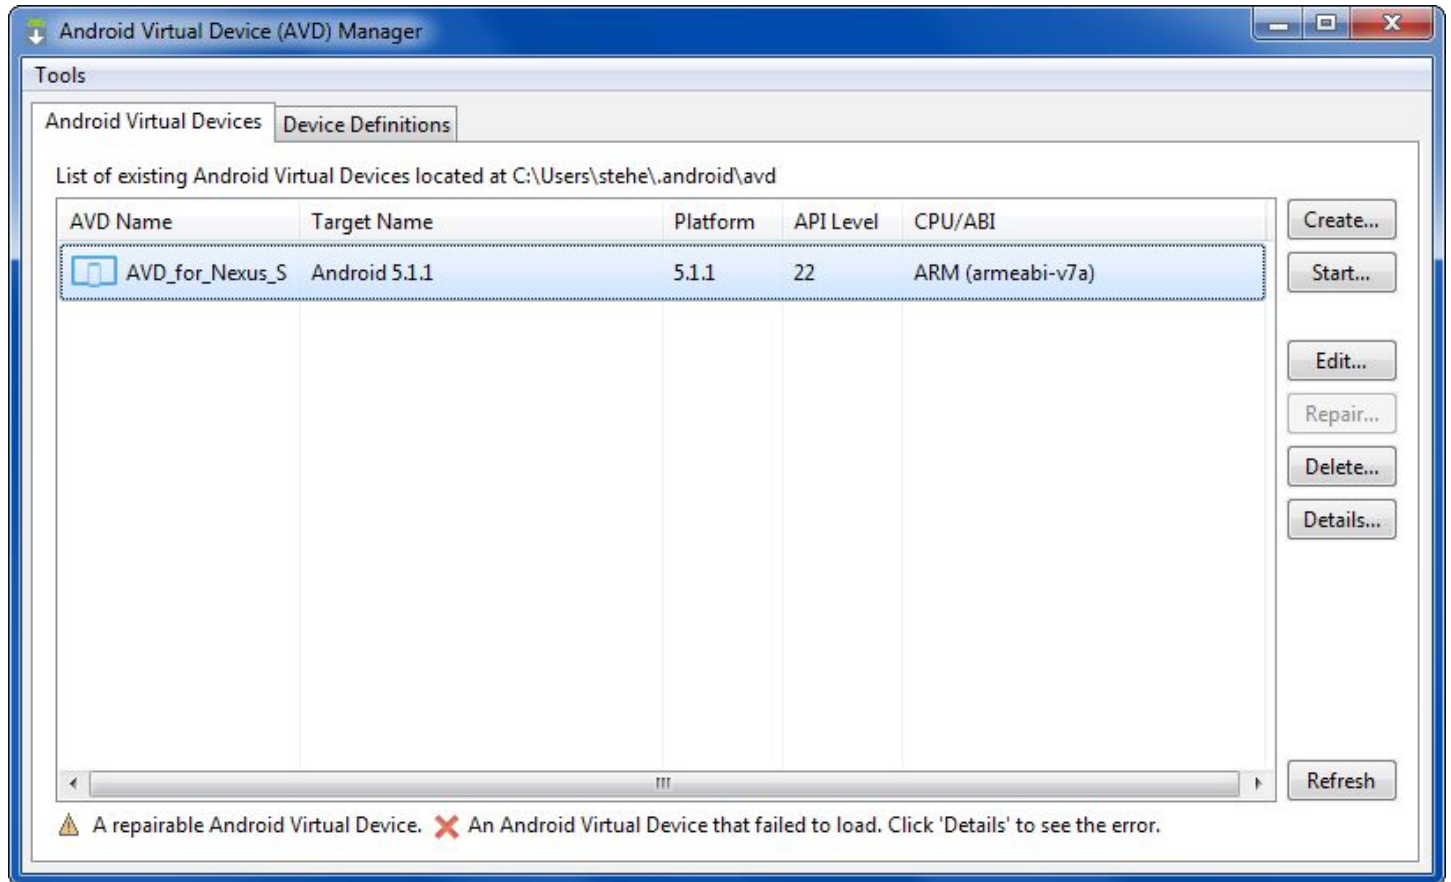 Android Virtual Device (AVD) Manager
Tools
Android Virtual Devices Device Definitions
List of existing Android Virtual Devices located at C:\Users\stehe\.android\avd
AVD Name Target Name Platform API Level CPU/ABI
AVD_for_Nexus_S Android 5.1.1 5.1.1 22 ARM (armeabi-v7a)
Create...
Start...
Edit...
Repair...
Delete...
Details...
Refresh
A repairable Android Virtual Device. An Android Virtual Device that failed to load. Click 'Details' to see the error.